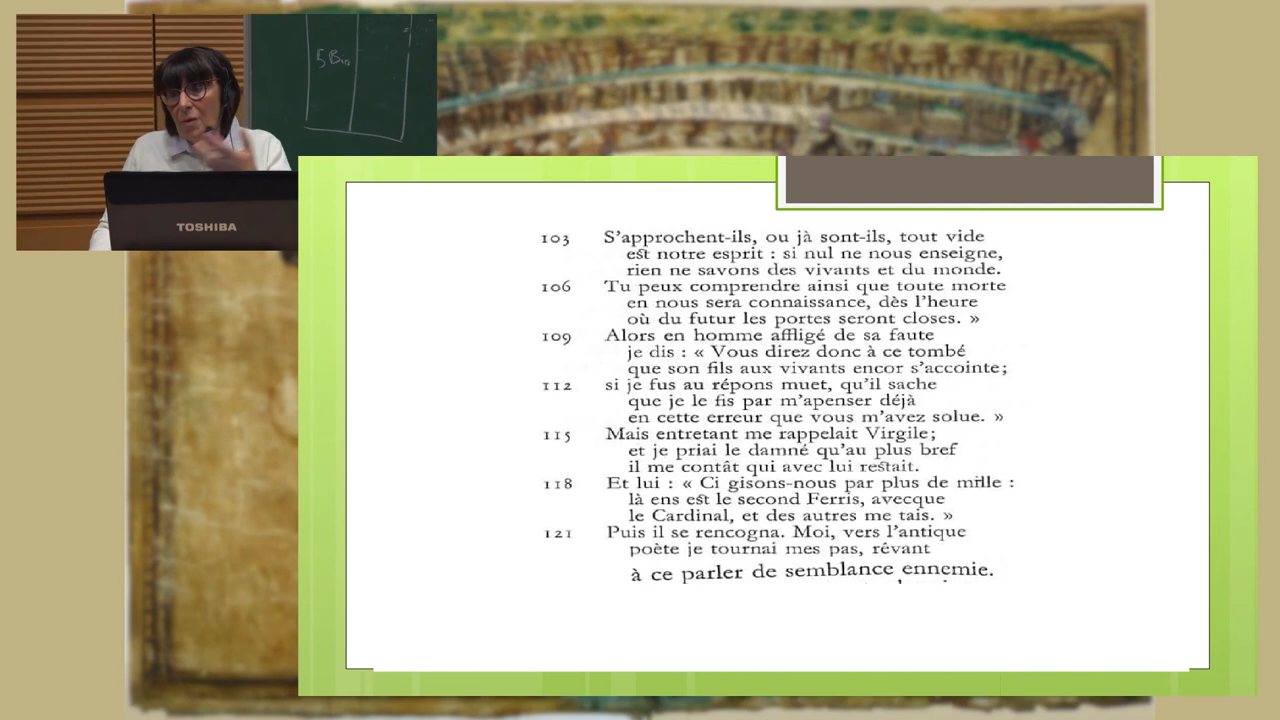 5 B10
TOSHIBA
103 S'approchent-ils, ou jà sont-ils, tout vide
est notre esprit : si nul ne nous enseigne,
rien ne savons des vivants et du monde.
106 Tu peux comprendre ainsi que toute morte
en nous sera connaissance, dès l'heure
où du futur les portes seront closes. »
109 Alors en homme affligé de sa faute
je dis : « Vous direz donc à ce tombé
que son fils aux vivants encor s'accointe;
112 si je fus au répons muet, qu'il sache
que je le fis par m'apenser déjà
en cette erreur que vous m'avez solue. »
115 Mais entretant me rappelait Virgile;
et je priai le damné qu'au plus bref
il me contât qui avec lui restait.
118 Et lui : « Ci gisons-nous par plus de mille :
là ens est le second Ferris, avecque
le Cardinal, et des autres me tais. »
121 Puis il se rencogna. Moi, vers l'antique
poète je tournai mes pas, rêvant
à ce parler de semblance ennemie.